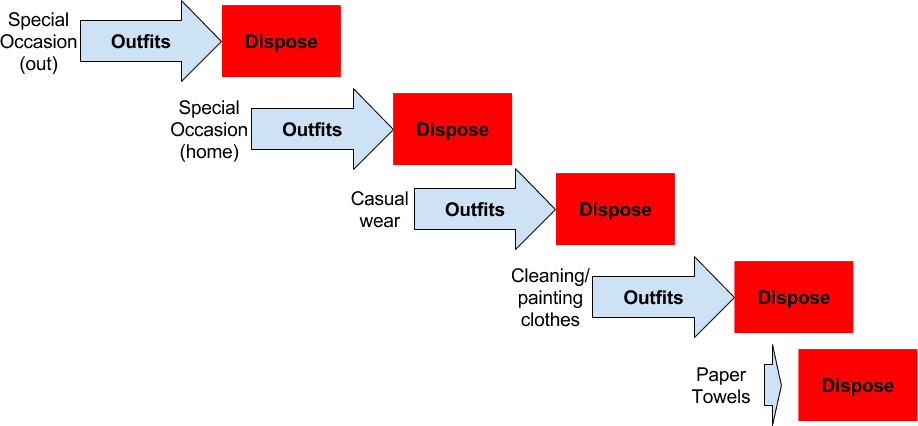 Special
Occasion
(out)
Outfits
Dispose
Special
Occasion
(home)
Outfits
Dispose
Casual
wear
Outfits
Dispose
Cleaning/
painting
clothes
Outfits
Dispose
Paper
Towels
Dispose